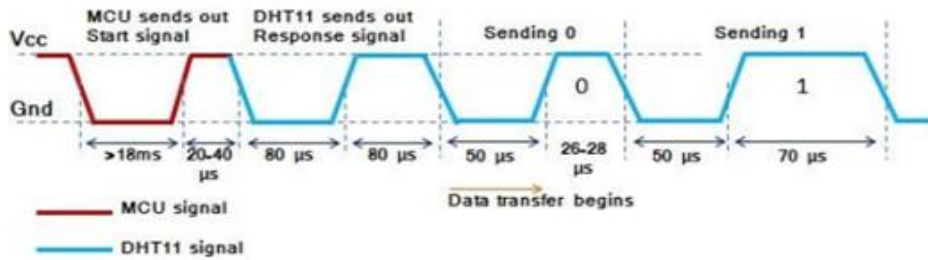 MCU sends out
Start signal
DHT11 sends out
Response signal
Sending 0
Sending 1
Vcc
0
1
Gnd
>18ms
20-40
µs
80 µs
80 µs
50 µs
26-28
µs
50 µs
70 µs
Data transfer begins
MCU signal
DHT11 signal